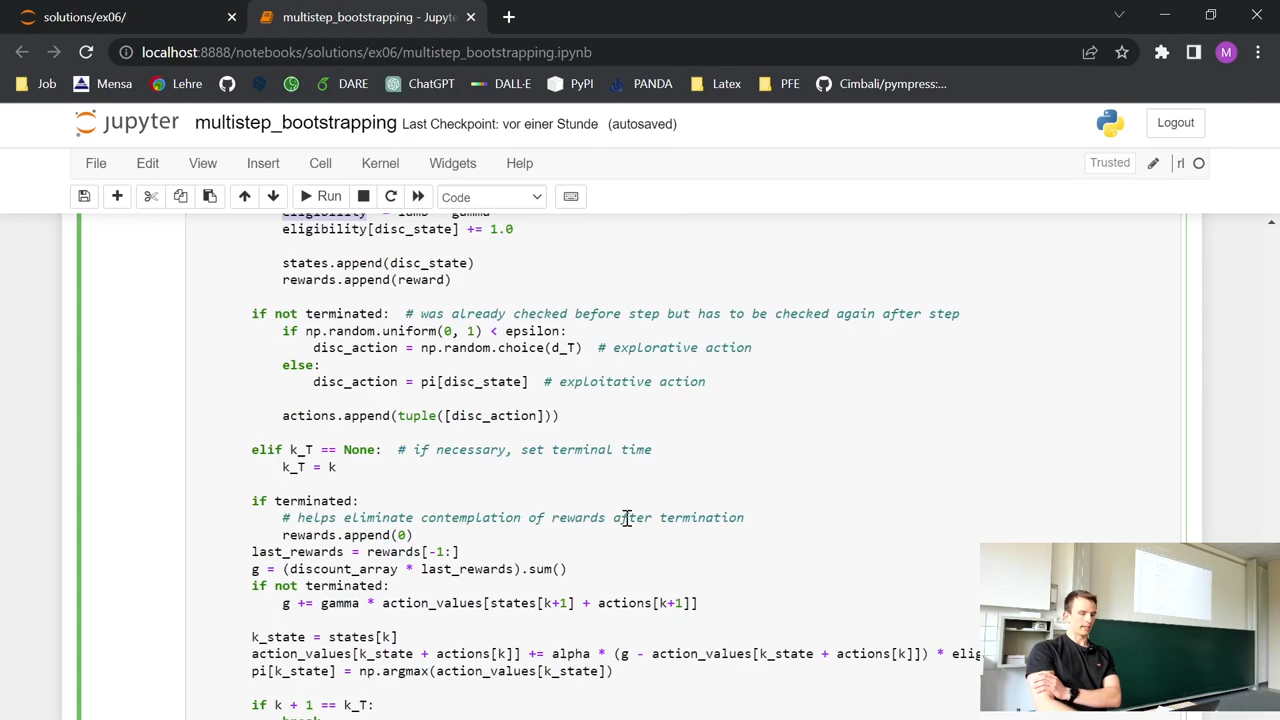 solutions/ex06/
multistep_bootstrapping - Jupyte
localhost:8888/notebooks/solutions/ex06/multistep_bootstrapping.ipynb
M
Job
Mensa
Lehre
DARE
ChatGPT
DALL-E
PyPI
PANDA
Latex
PFE
Cimbali/pympress:...
jupyter
multistep_bootstrapping Last Checkpoint: vor einer Stunde (autosaved)
Logout
File Edit View Insert Cell Kernel Widgets Help
Trusted
rl
Run
Code
eligibility[disc_state] += 1.0
states.append(disc_state)
rewards.append(reward)
if not terminated: # was already checked before step but has to be checked again after step
if np.random.uniform(0, 1) < epsilon:
disc_action = np.random.choice(d_T) # explorative action
else:
disc_action = pi[disc_state] # exploitative action
actions.append(tuple([disc_action]))
elif k_T == None: # if necessary, set terminal time
k_T = k
if terminated:
# helps eliminate contemplation of rewards after termination
rewards.append(0)
last_rewards = rewards[-1:]
g = (discount_array * last_rewards).sum()
if not terminated:
g += gamma * action_values[states[k+1] + actions[k+1]]
k_state = states[k]
action_values[k_state + actions[k]] += alpha * (g - action_values[k_state + actions[k]]) * elig
pi[k_state] = np.argmax(action_values[k_state])
if k + 1 == k_T: